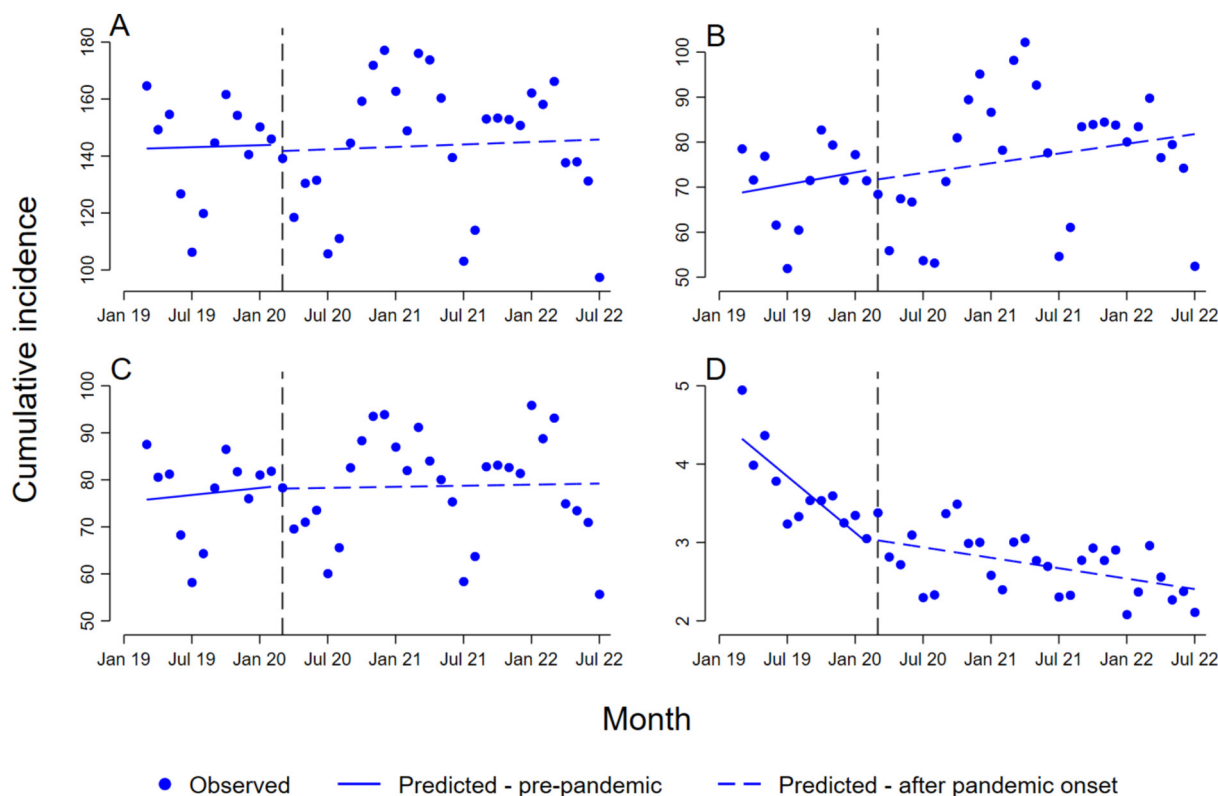 A
180
160
140
120
100
Jan 19 Jul 19 Jan 20 Jul 20 Jan 21 Jul 21 Jan 22 Jul 22
B
100
90
80
70
60
50
Jan 19 Jul 19 Jan 20 Jul 20 Jan 21 Jul 21 Jan 22 Jul 22
C
100
90
80
70
60
50
Jan 19 Jul 19 Jan 20 Jul 20 Jan 21 Jul 21 Jan 22 Jul 22
D
5
4
3
2
Jan 19 Jul 19 Jan 20 Jul 20 Jan 21 Jul 21 Jan 22 Jul 22
Cumulative incidence
Month
Observed Predicted - pre-pandemic Predicted - after pandemic onset